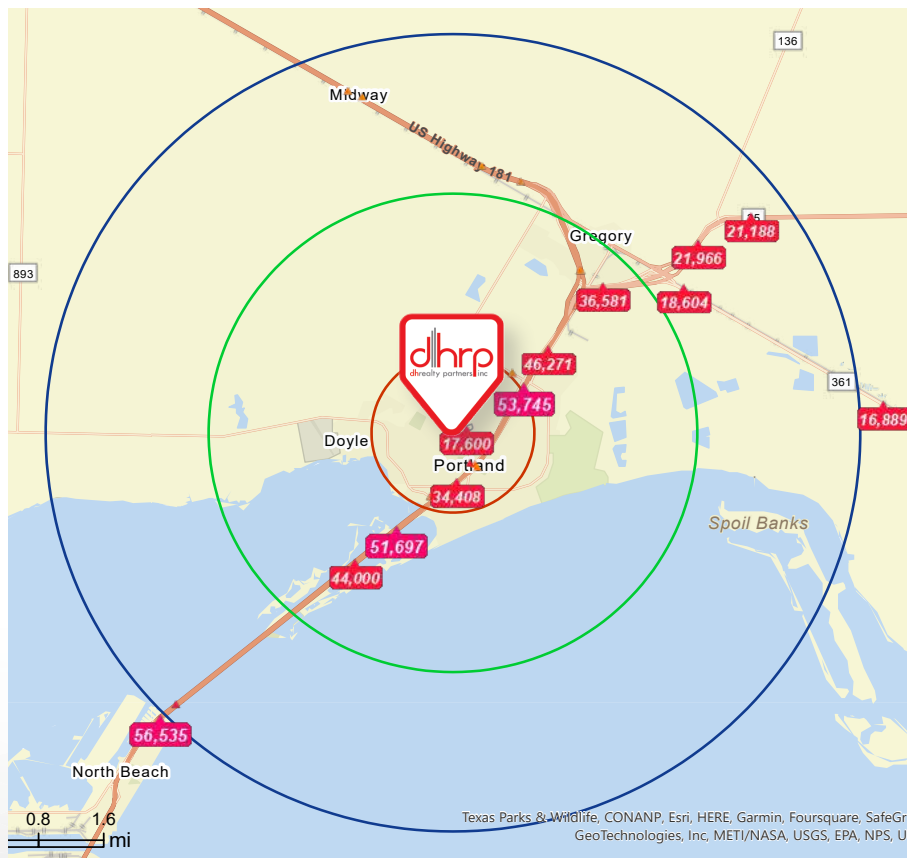 136
Midway
US Highway 181
Gregory
21,188
21,966
893
36,581
18,604
dhrp
dhrealty partners, inc
46,271
361
53,745
16,889
Doyle
17,600
Portland
34,408
Spoil Banks
51,697
44,000
56,535
North Beach
0.8 1.6
mi
Texas Parks & Wildlife, CONANP, Esri, HERE, Garmin, Foursquare, SafeGr
GeoTechnologies, Inc, METI/NASA, USGS, EPA, NPS, U